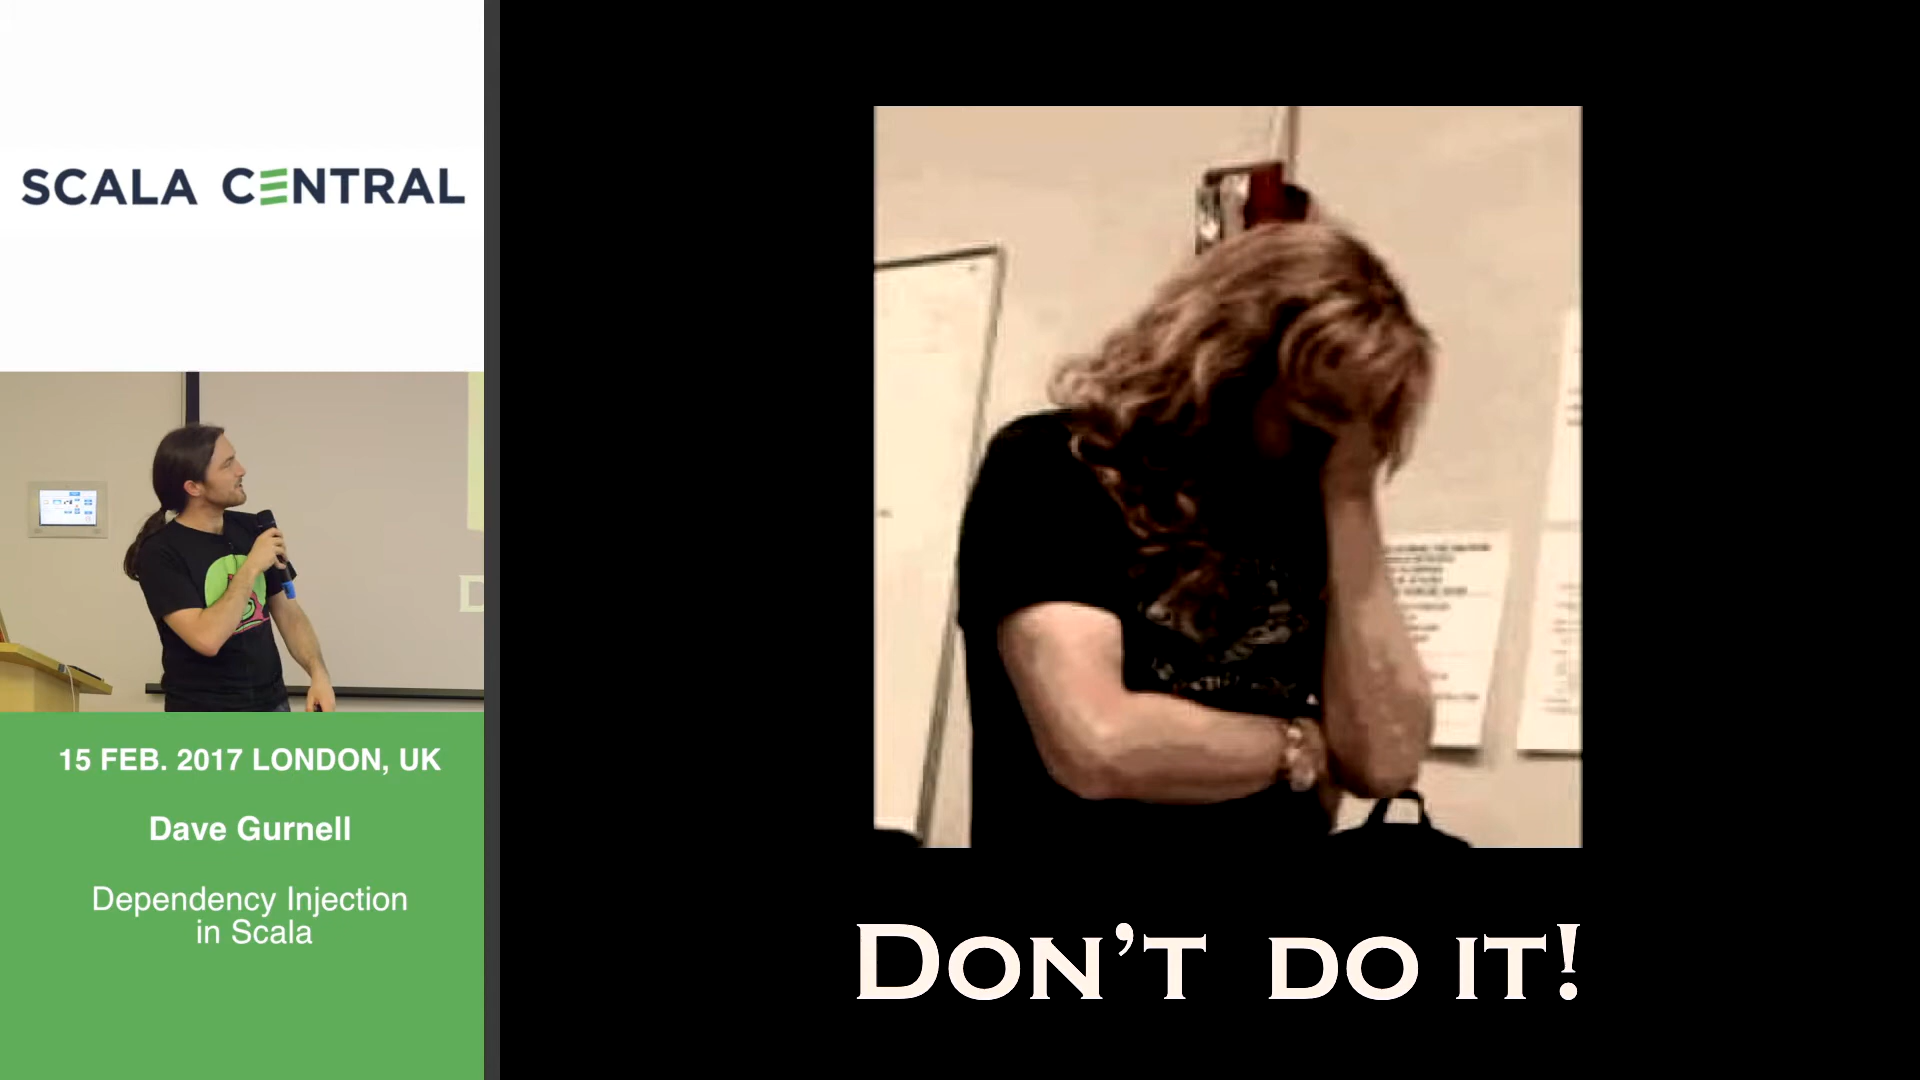 SCALA CENTRAL
15 FEB. 2017 LONDON, UK
Dave Gurnell
Dependency Injection
in Scala
DON'T DO IT!